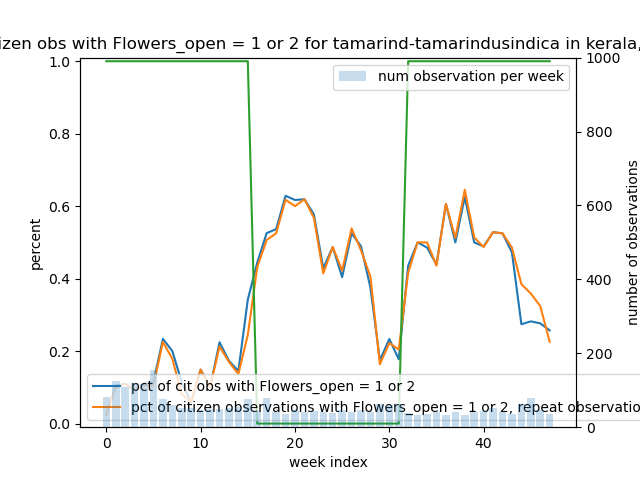 izen obs with Flowers_open = 1 or 2 for tamarind-tamarindusindica in kerala,
num observation per week
1.0
0.8
0.6
0.4
0.2
0.0
percent
1000
800
600
400
200
0
number of observations
pct of cit obs with Flowers_open = 1 or 2
pct of citizen observations with Flowers_open = 1 or 2, repeat observatio
0 10 20 30 40
week index